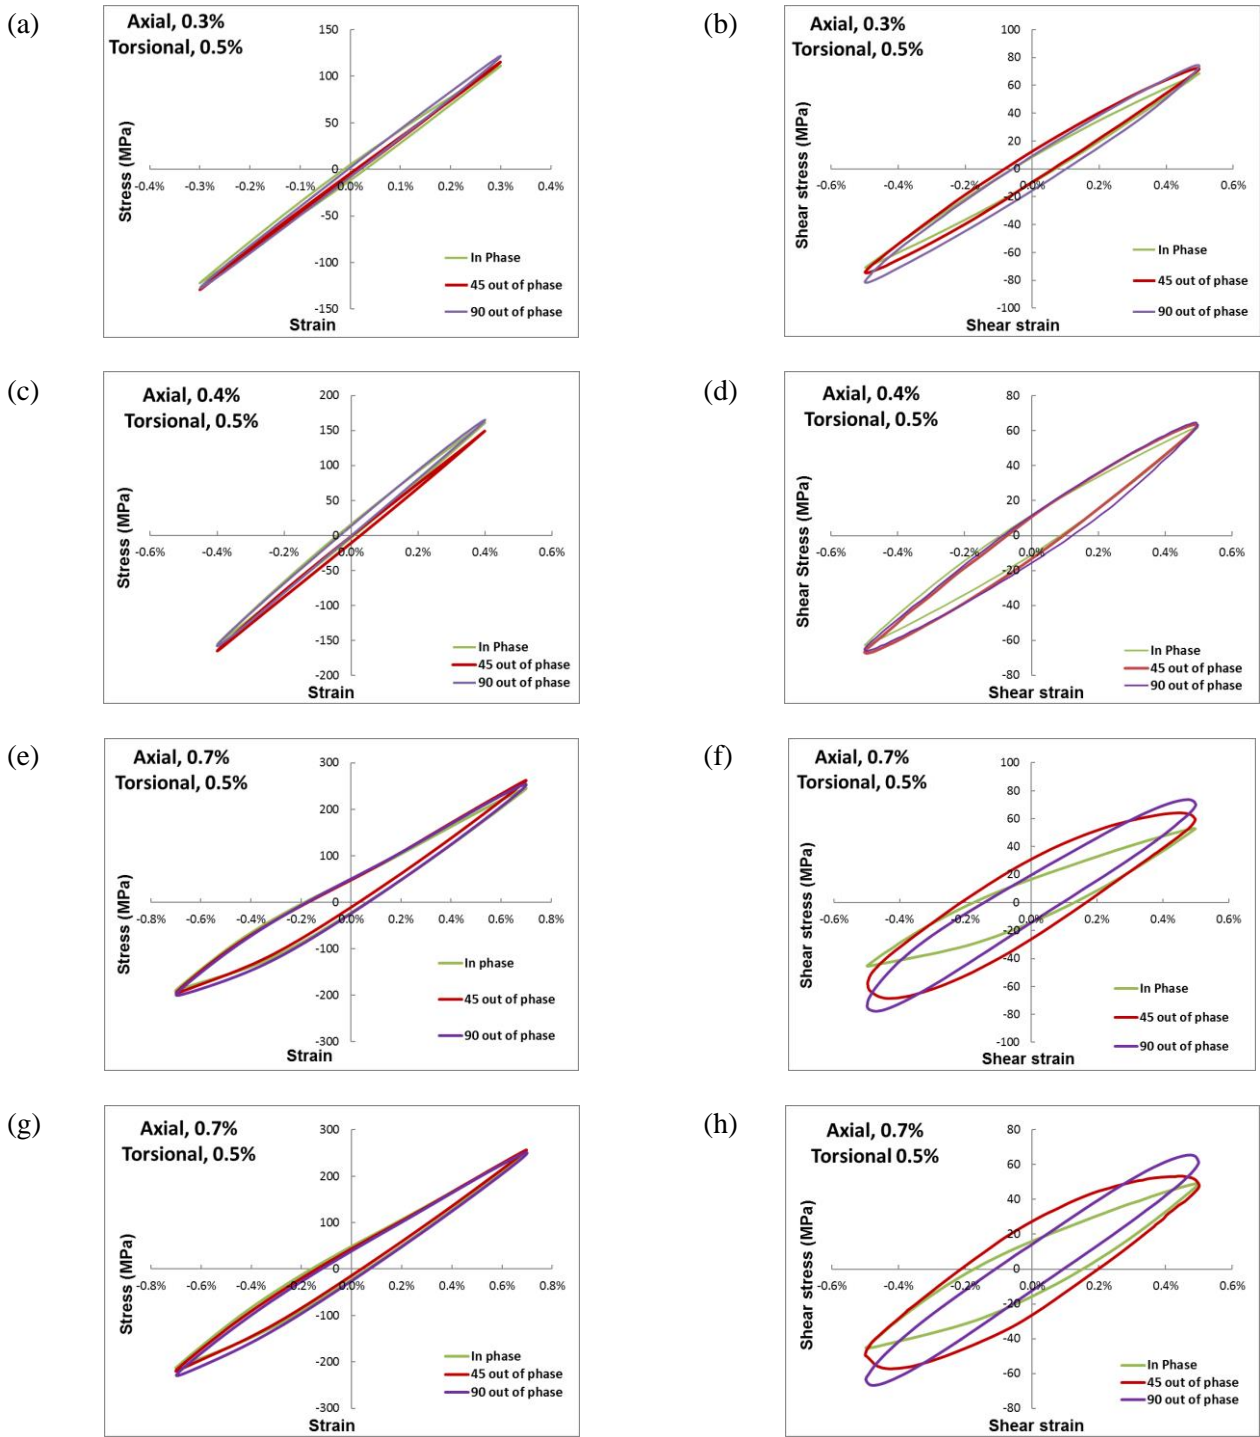 (a)
Axial, 0.3%
Torsional, 0.5%
150
100
50
0
-50
-100
-150
-0.4% -0.3% -0.2% -0.1% 0.0% 0.1% 0.2% 0.3% 0.4%
Stress (MPa)
Strain
In Phase
45 out of phase
90 out of phase
(b)
Axial, 0.3%
Torsional, 0.5%
100
80
60
40
20
0
-20
-40
-60
-80
-100
-0.6% -0.4% -0.2% 0.0% 0.2% 0.4% 0.6%
Shear stress (MPa)
Shear strain
In Phase
45 out of phase
90 out of phase
(c)
Axial, 0.4%
Torsional, 0.5%
200
150
100
50
0
-50
-100
-150
-200
-0.6% -0.4% -0.2% 0.0% 0.2% 0.4% 0.6%
Stress (MPa)
Strain
In Phase
45 out of phase
90 out of phase
(d)
Axial, 0.4%
Torsional, 0.5%
80
60
40
20
0
-20
-40
-60
-80
-0.6% -0.4% -0.2% 0.0% 0.2% 0.4% 0.6%
Shear Stress (MPa)
Shear strain
In Phase
45 out of phase
90 out of phase
(e)
Axial, 0.7%
Torsional, 0.5%
300
200
100
0
-100
-200
-300
-0.8% -0.6% -0.4% -0.2% 0.0% 0.2% 0.4% 0.6% 0.8%
Stress (MPa)
Strain
In phase
45 out of phase
90 out of phase
(f)
Axial, 0.7%
Torsional, 0.5%
100
80
60
40
20
0
-20
-40
-60
-80
-100
-0.6% -0.4% -0.2% 0.0% 0.2% 0.4% 0.6%
Shear stress (MPa)
Shear strain
In Phase
45 out of phase
90 out of phase
(g)
Axial, 0.7%
Torsional, 0.5%
300
200
100
0
-100
-200
-300
-0.8% -0.6% -0.4% -0.2% 0.0% 0.2% 0.4% 0.6% 0.8%
Stress (MPa)
Strain
In phase
45 out of phase
90 out of phase
(h)
Axial, 0.7%
Torsional 0.5%
80
60
40
20
0
-20
-40
-60
-80
-0.6% -0.4% -0.2% 0.0% 0.2% 0.4% 0.6%
Shear stress (MPa)
Shear strain
In Phase
45 out of phase
90 out of phase